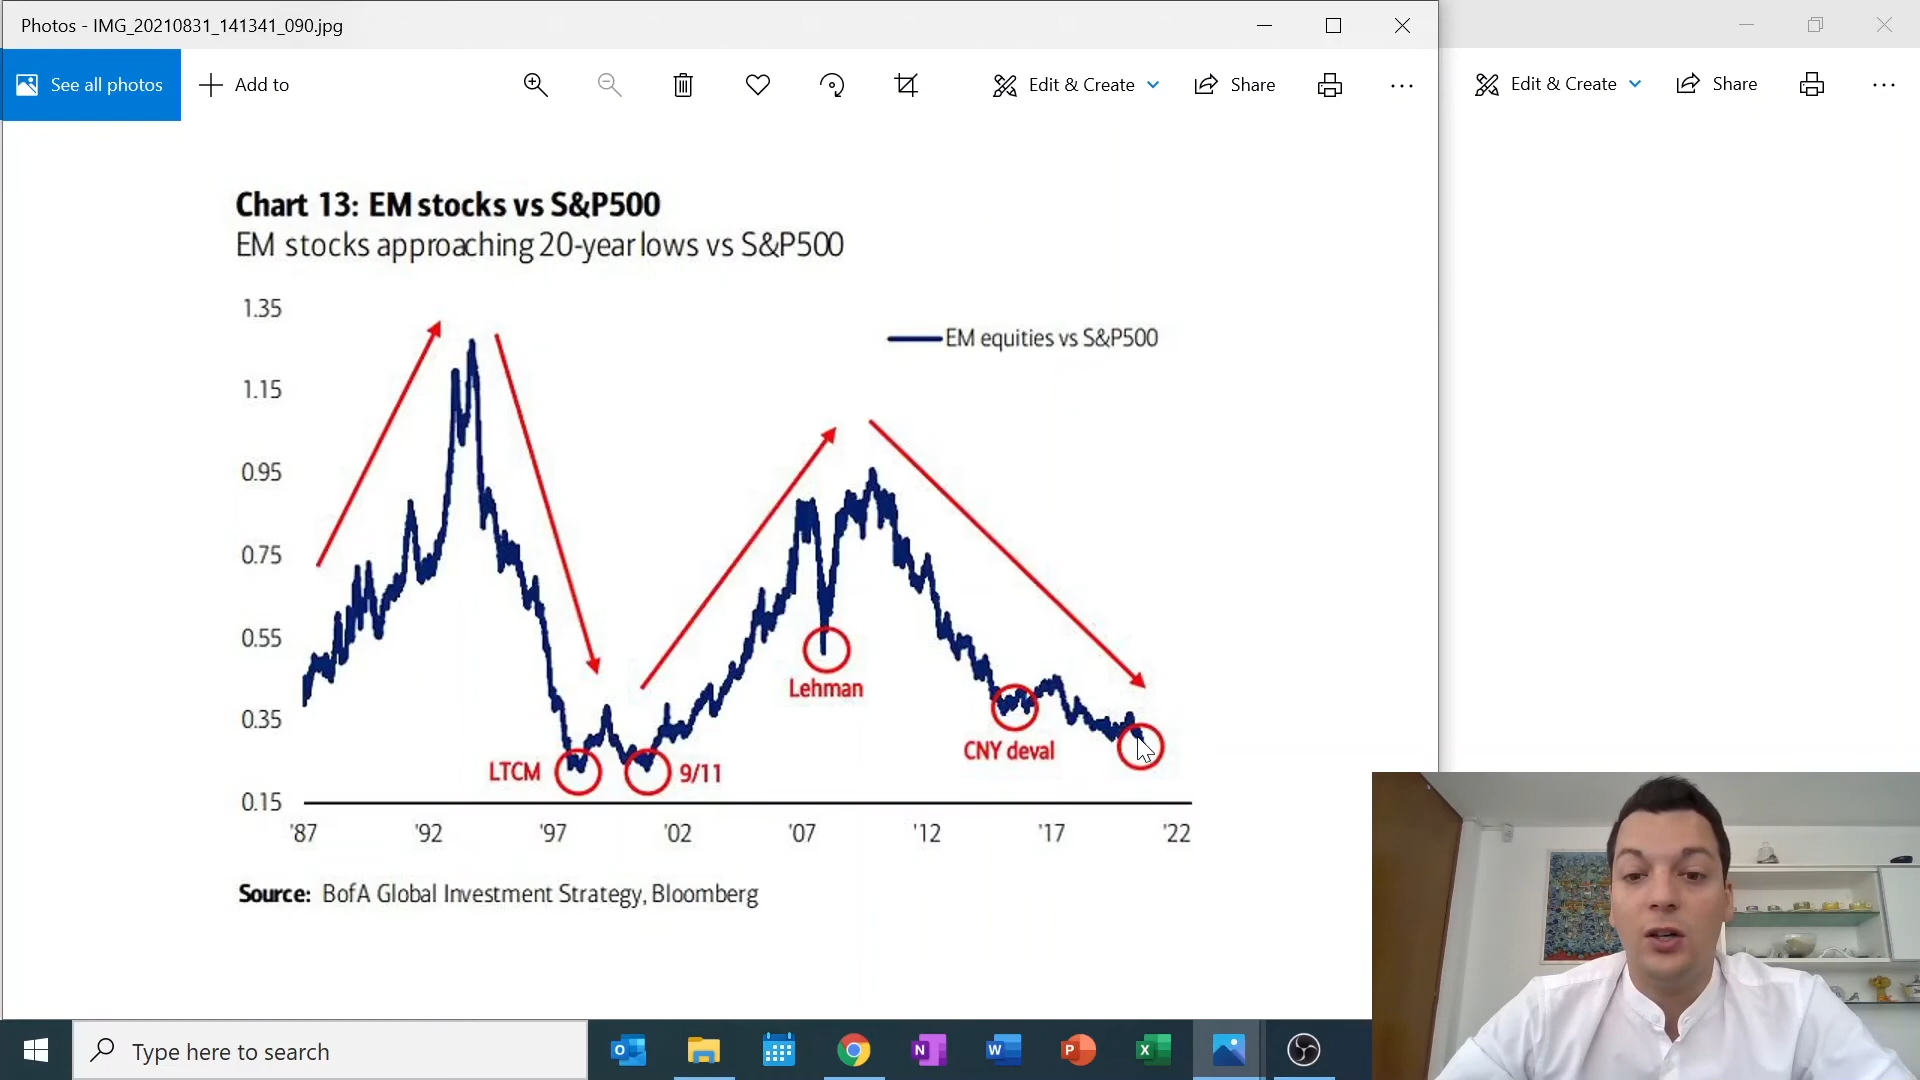 Photos - IMG_20210831_141341_090.jpg
See all photos
Add to
Edit & Create
Share
Edit & Create
Share
Chart 13: EM stocks vs S&P500
EM stocks approaching 20-year lows vs S&P500
1.35
EM equities vs S&P500
1.15
0.95
0.75
0.55
Lehman
0.35
CNY deval
LTCM
9/11
0.15
'87 '92 '97 '02 '07 '12 '17 '22
Source: BofA Global Investment Strategy, Bloomberg
Type here to search
O
N
W
P
X